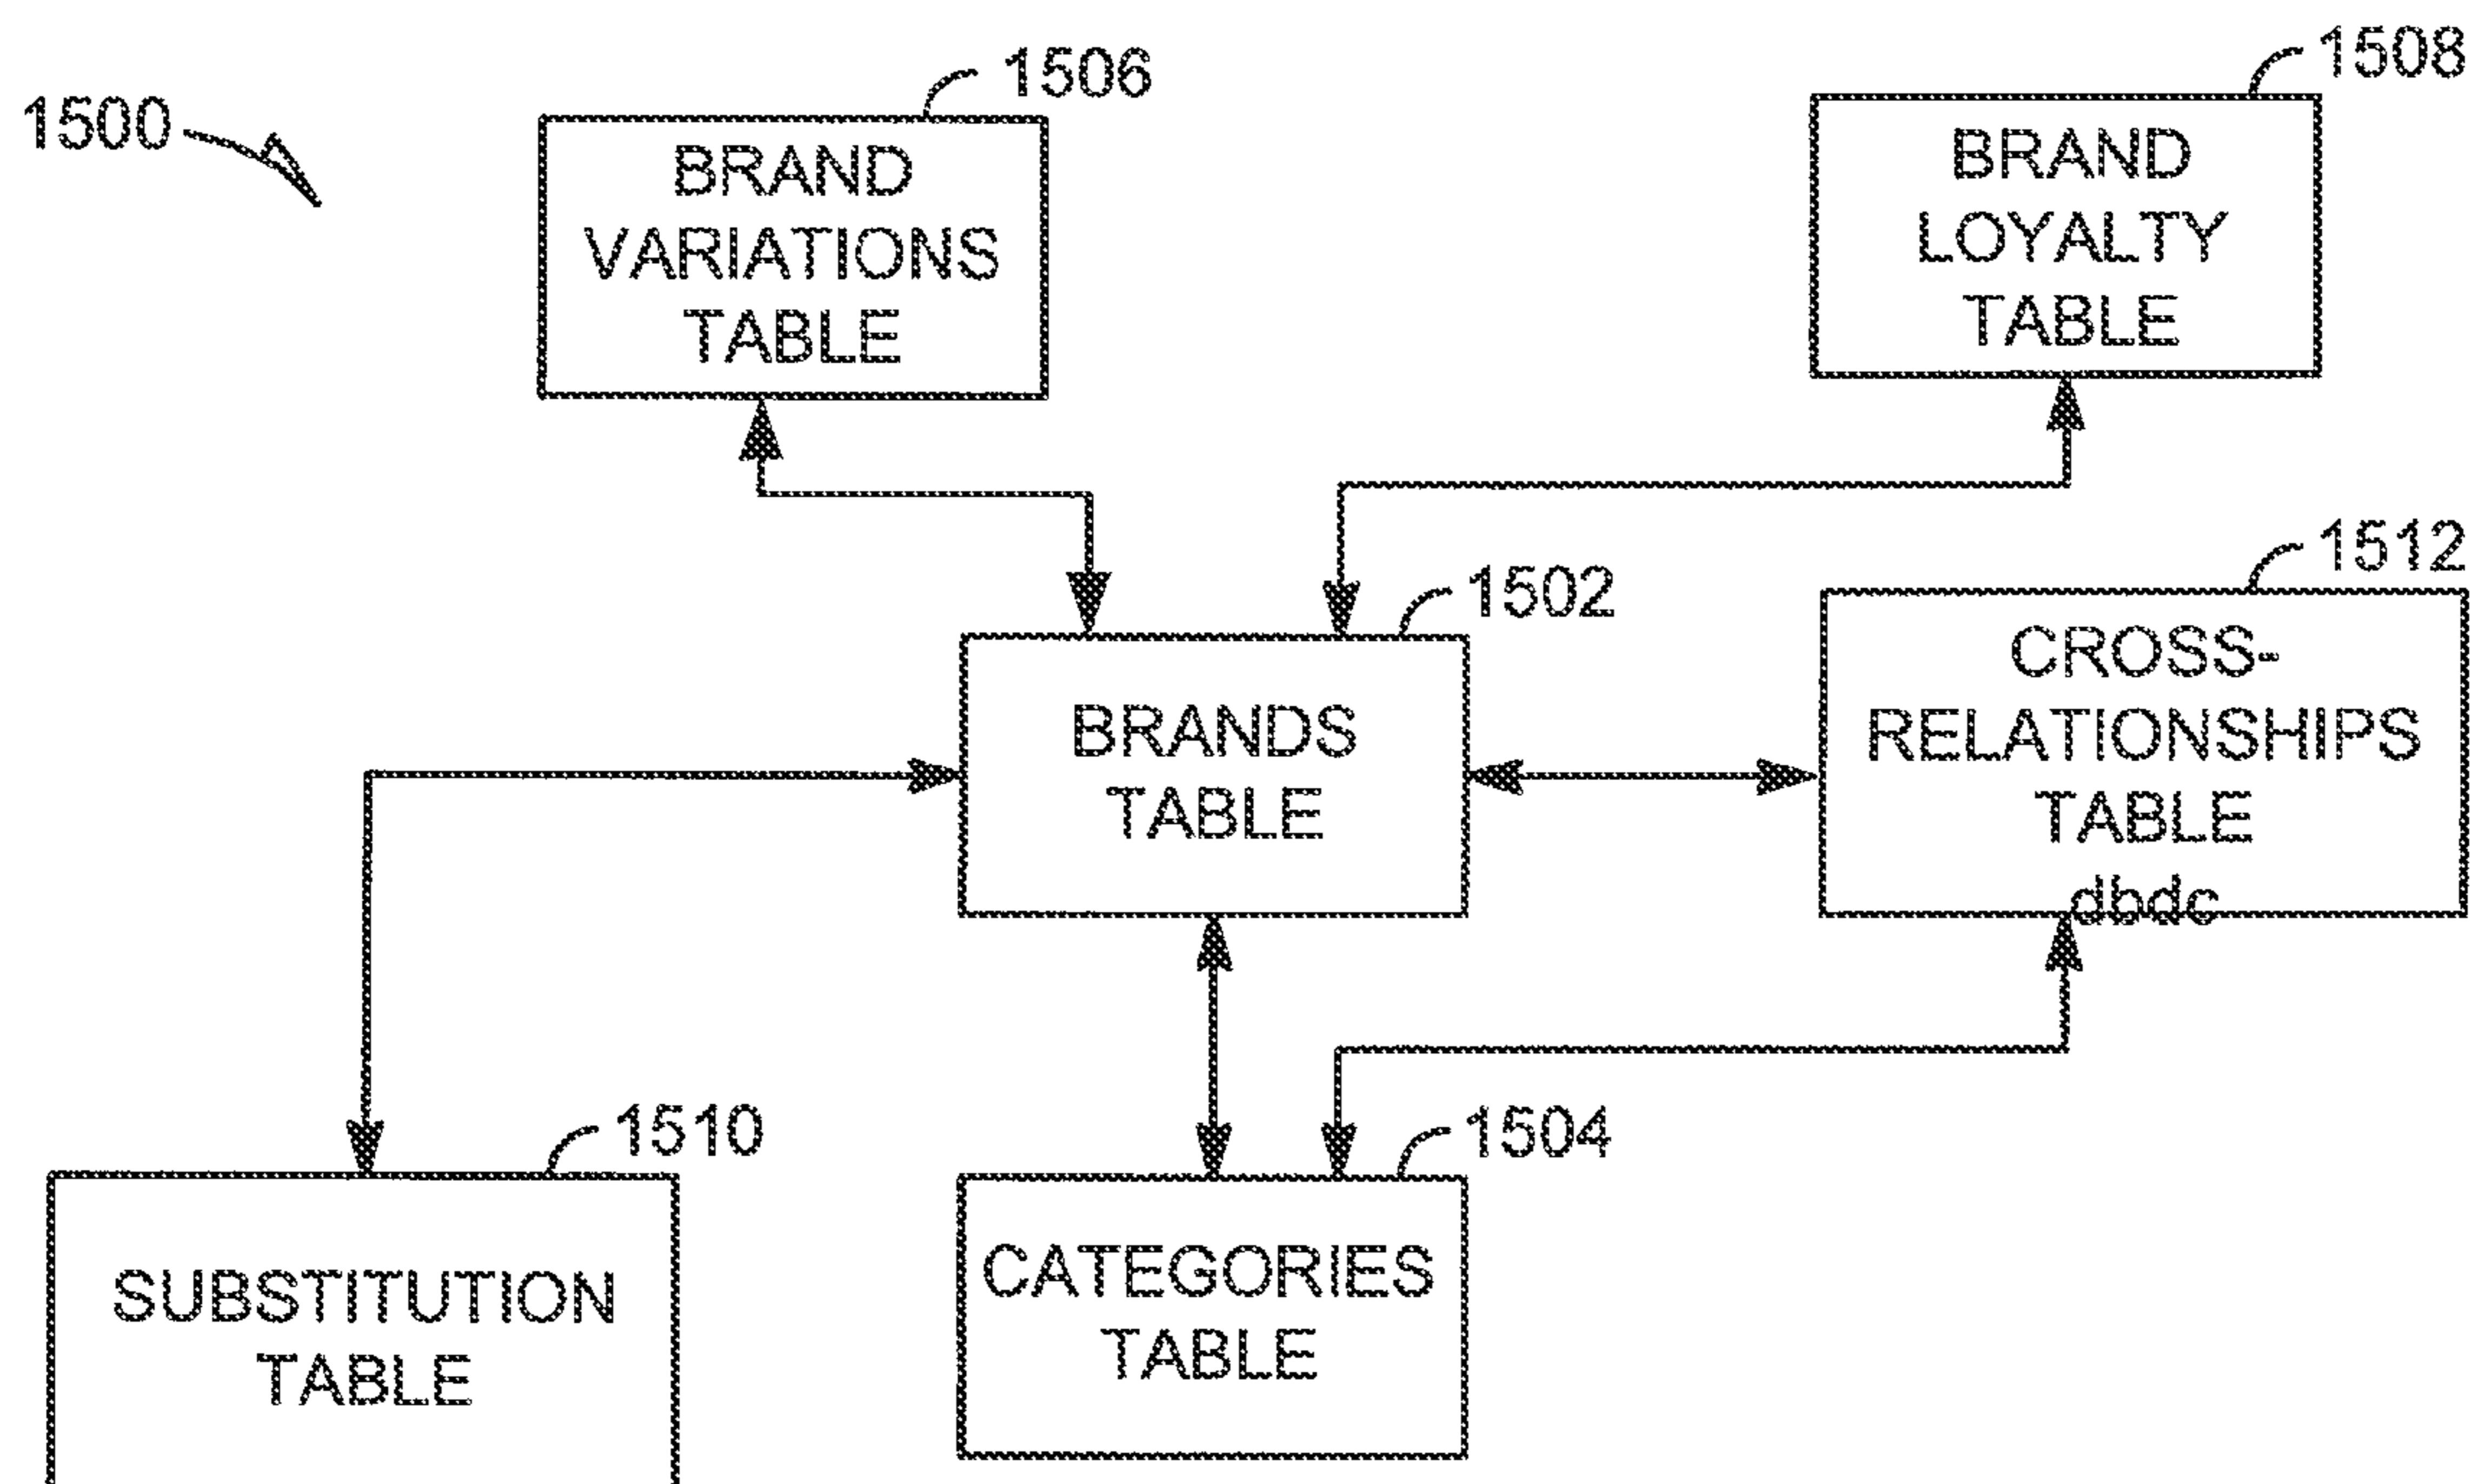 1500
1506
BRAND
VARIATIONS
TABLE
1508
BRAND
LOYALTY
TABLE
1502
BRANDS
TABLE
1512
CROSS-
RELATIONSHIPS
TABLE
dbdc
1510
SUBSTITUTION
TABLE
1504
CATEGORIES
TABLE